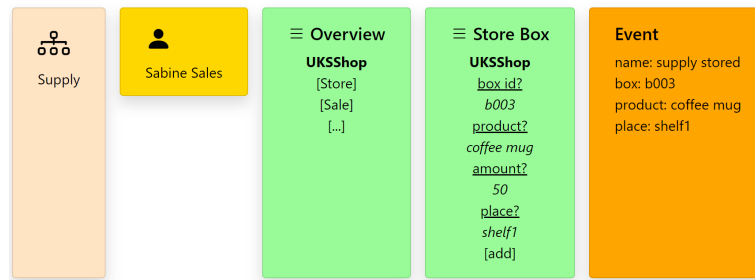 Supply
Sabine Sales
Overview
UKSShop
[Store]
[Sale]
[...]
Store Box
UKSShop
box id?
b003
product?
coffee mug
amount?
50
place?
shelf1
[add]
Event
name: supply stored
box: b003
product: coffee mug
place: shelf1